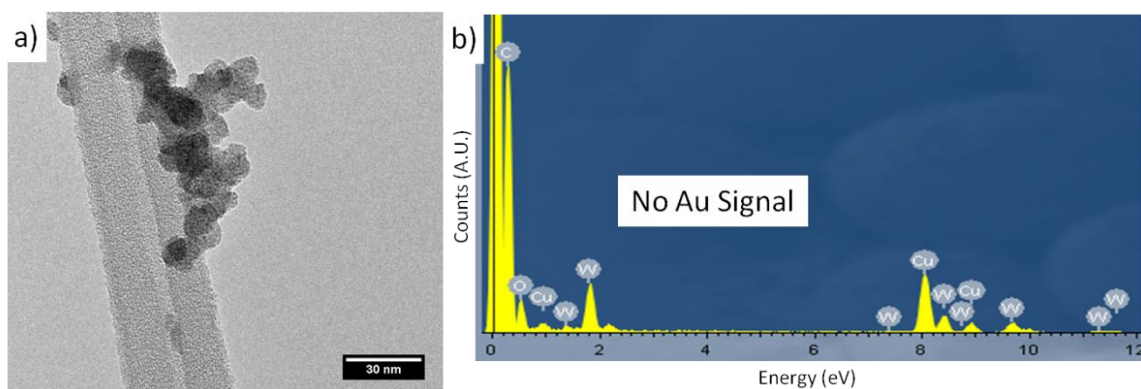 a)
30 nm
b)
Counts (A.U.)
C
O
Cu
W
W
No Au Signal
W
Cu
W
W
Cu
W
W
W
0
2
4
6
8
10
12
Energy (eV)